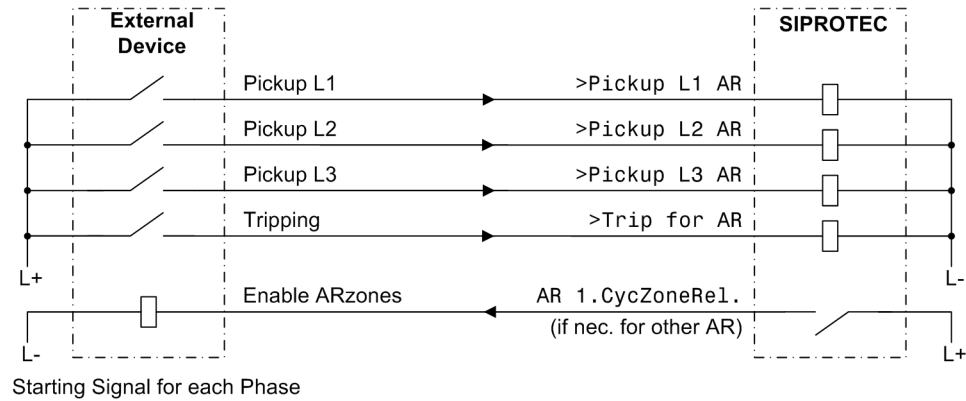 External
Device
SIPROTEC
Pickup L1
>Pickup L1 AR
Pickup L2
>Pickup L2 AR
Pickup L3
>Pickup L3 AR
Tripping
>Trip for AR
L+
L-
Enable ARzones
AR 1.CycZoneRel.
(if nec. for other AR)
L-
L+
Starting Signal for each Phase